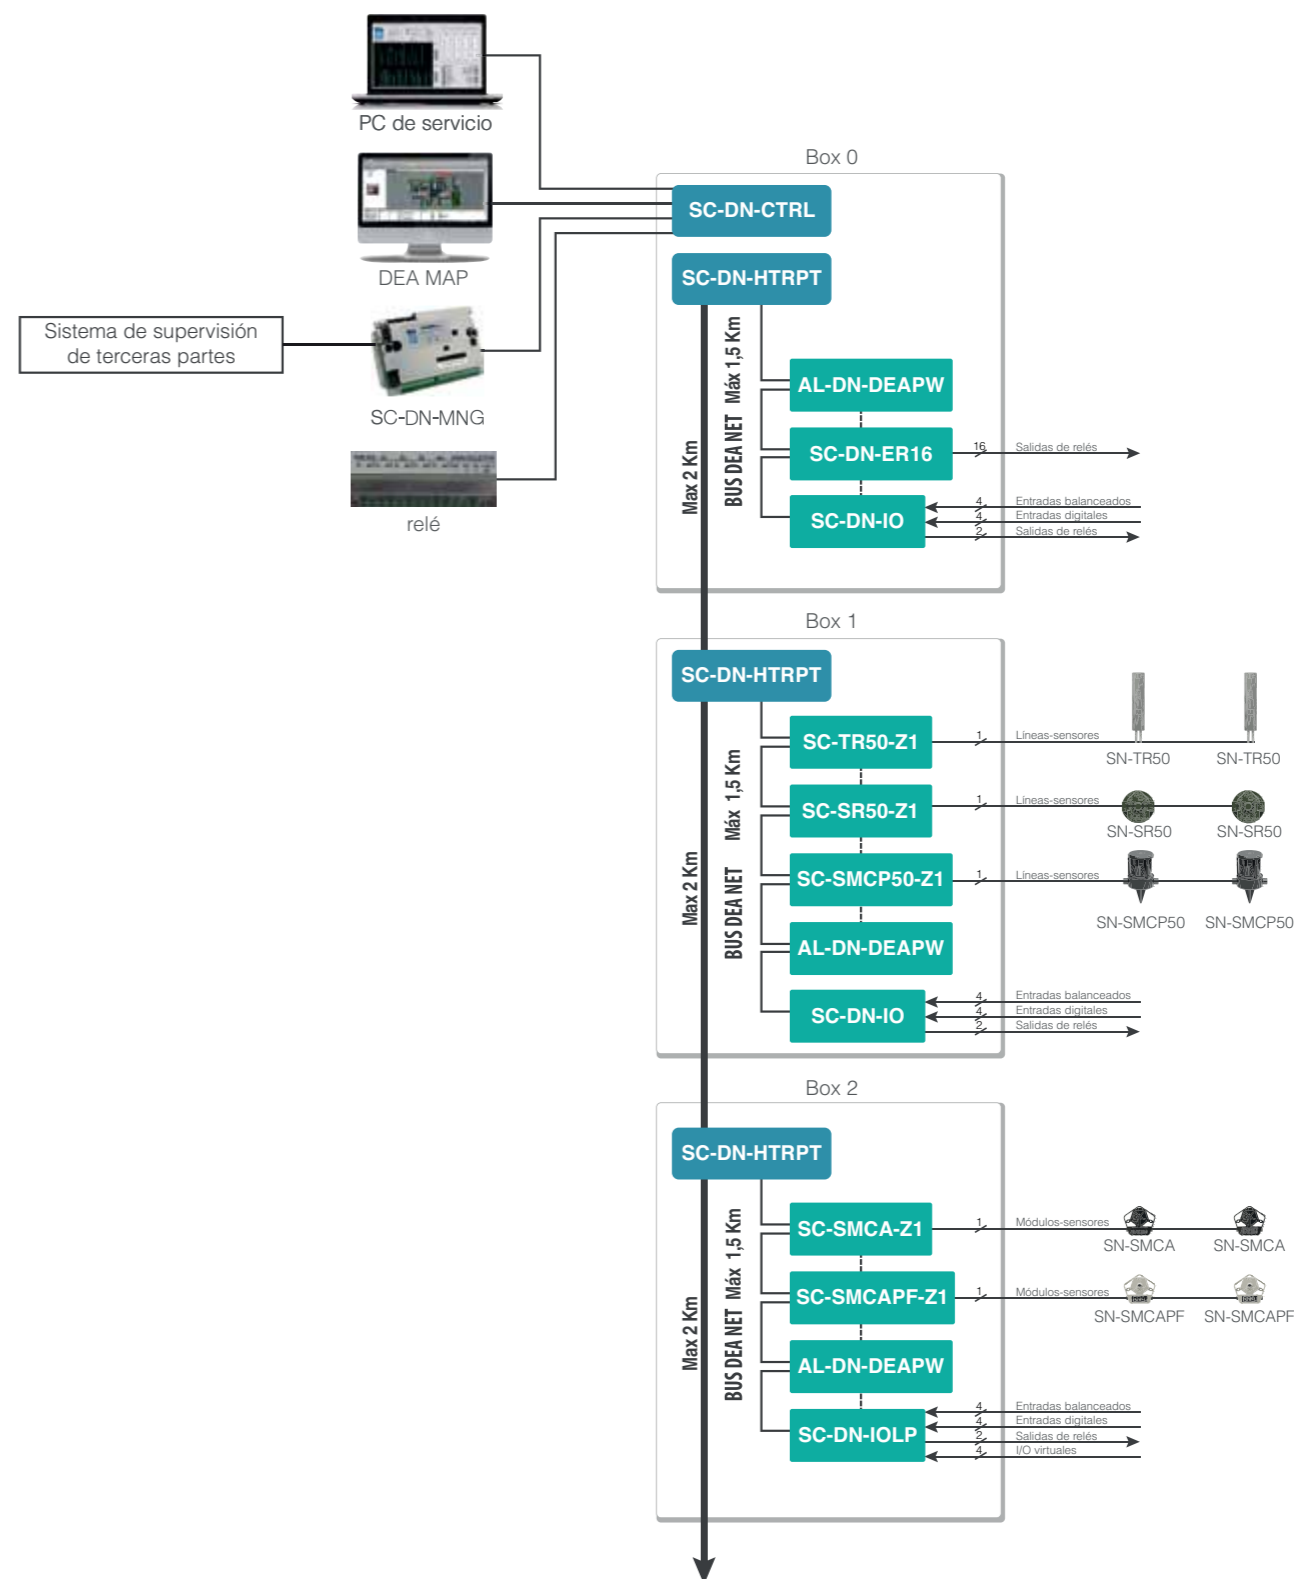 PC de servicio
DEA MAP
Sistema de supervisión
de terceras partes
SC-DN-MNG
relé
Box 0
SC-DN-CTRL
SC-DN-HTRPT
Max 2 Km
BUS DEA NET Máx 1,5 Km
AL-DN-DEAPW
SC-DN-ER16
16 Salidas de relés
SC-DN-IO
4 Entradas balanceados
4 Entradas digitales
2 Salidas de relés
Box 1
SC-DN-HTRPT
Max 2 Km
BUS DEA NET Máx 1,5 Km
SC-TR50-Z1
1 Líneas-sensores
SN-TR50 SN-TR50
SC-SR50-Z1
1 Líneas-sensores
SN-SR50 SN-SR50
SC-SMCP50-Z1
1 Líneas-sensores
SN-SMCP50 SN-SMCP50
AL-DN-DEAPW
SC-DN-IO
4 Entradas balanceados
4 Entradas digitales
2 Salidas de relés
Box 2
SC-DN-HTRPT
Max 2 Km
BUS DEA NET Máx 1,5 Km
SC-SMCA-Z1
1 Módulos-sensores
SN-SMCA SN-SMCA
SC-SMCAPF-Z1
1 Módulos-sensores
SN-SMCAPF SN-SMCAPF
AL-DN-DEAPW
SC-DN-IOLP
4 Entradas balanceados
4 Entradas digitales
2 Salidas de relés
4 I/O virtuales